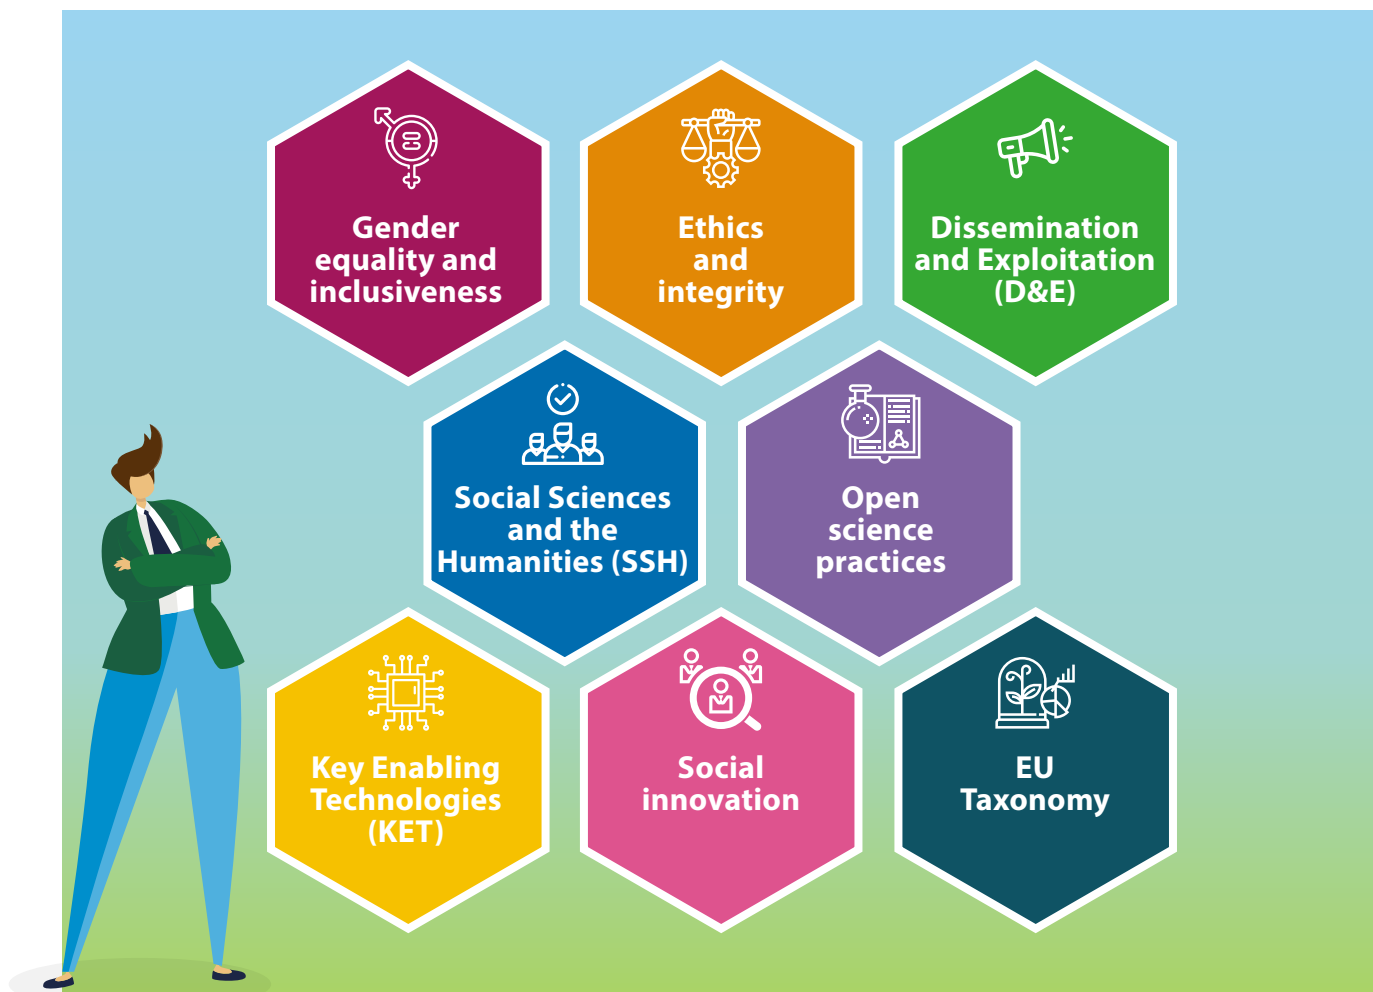 Gender
equality and
inclusiveness
Ethics
and
integrity
Dissemination
and Exploitation
(D&E)
Social Sciences
and the
Humanities (SSH)
Open
science
practices
Key Enabling
Technologies
(KET)
Social
innovation
EU
Taxonomy